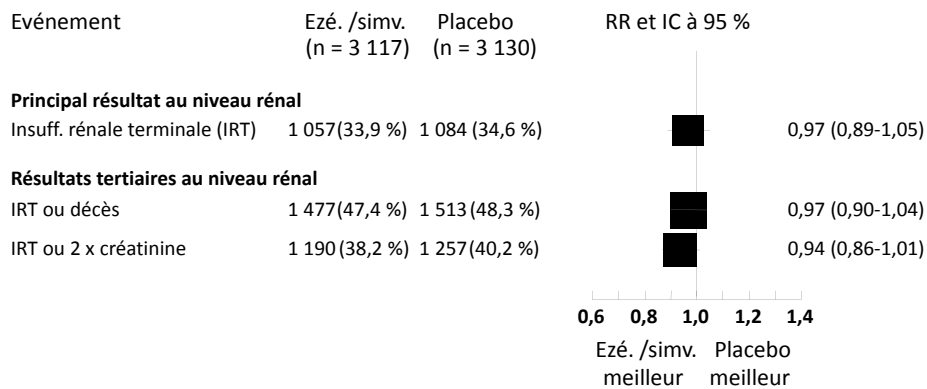 Evénement Ezé. /simv. Placebo RR et IC à 95 %
(n = 3 117) (n = 3 130)
Principal résultat au niveau rénal
Insuff. rénale terminale (IRT) 1 057(33,9 %) 1 084 (34,6 %) 0,97 (0,89-1,05)
Résultats tertiaires au niveau rénal
IRT ou décès 1 477(47,4 %) 1 513 (48,3 %) 0,97 (0,90-1,04)
IRT ou 2 x créatinine 1 190 (38,2 %) 1 257(40,2 %) 0,94 (0,86-1,01)
0,6 0,8 1,0 1,2 1,4
Ezé. /simv. Placebo
meilleur meilleur